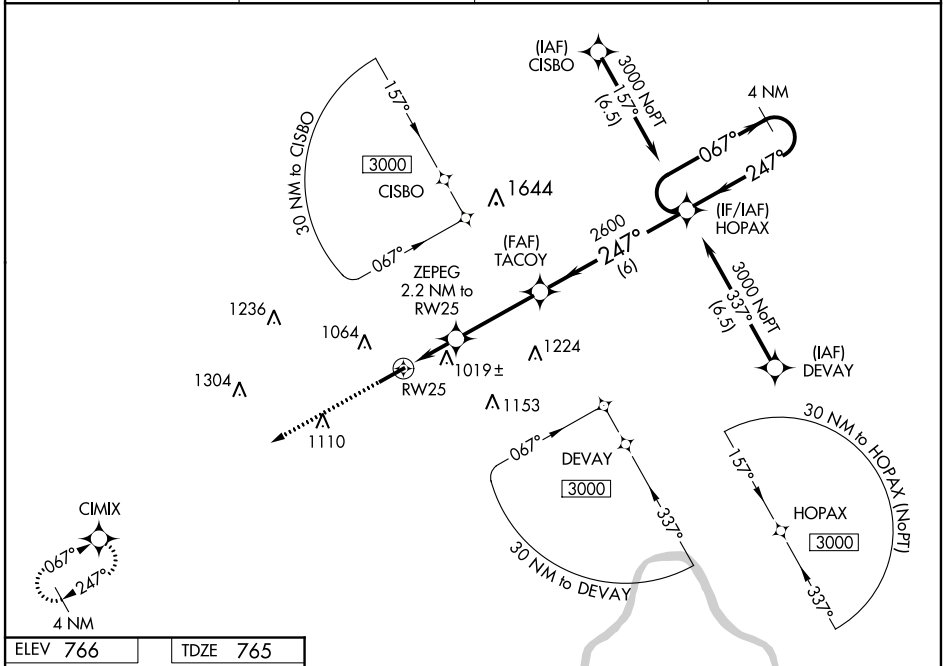 (IAF)
CISBO
3000 NoPT
157°
(6.5)
4 NM
067°
247°
(IF/IAF)
HOPAX
30 NM to CISBO
157°
3000
CISBO
067°
1644
2600
247°
(6)
(FAF)
TACOY
ZEPEG
2.2 NM to
RW25
3000 NoPT
337°
(6.5)
(IAF)
DEVAY
1236
1064
1224
1019±
RW25
1304
1153
1110
067°
DEVAY
3000
337°
30 NM to DEVAY
30 NM to HOPAX (NoPT)
157°
HOPAX
3000
337°
CIMIX
067°
247°
4 NM
ELEV 766
TDZE 765